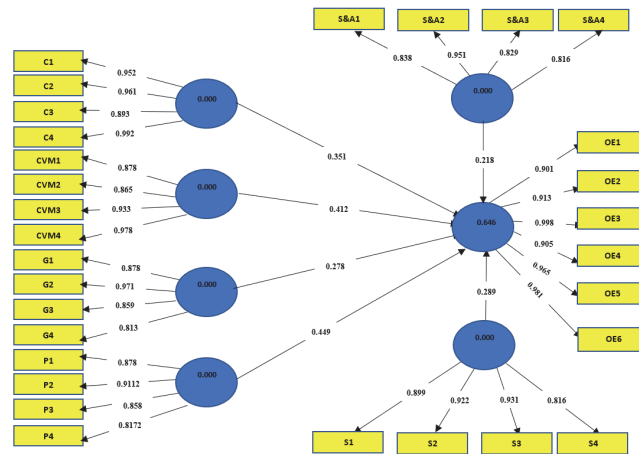 S&A1 S&A2 S&A3 S&A4
0.838 0.951 0.829 0.816
0.000
0.218
C1
C2
C3
C4
0.952
0.961
0.893
0.992
0.000
0.351
CVM1
CVM2
CVM3
CVM4
0.878
0.865
0.933
0.978
0.000
0.412
G1
G2
G3
G4
0.878
0.971
0.859
0.813
0.000
0.278
P1
P2
P3
P4
0.878
0.9112
0.858
0.8172
0.000
0.449
0.646
0.901
0.913
0.998
0.905
0.965
0.981
OE1
OE2
OE3
OE4
OE5
OE6
0.289
0.000
0.899 0.922 0.931 0.816
S1 S2 S3 S4